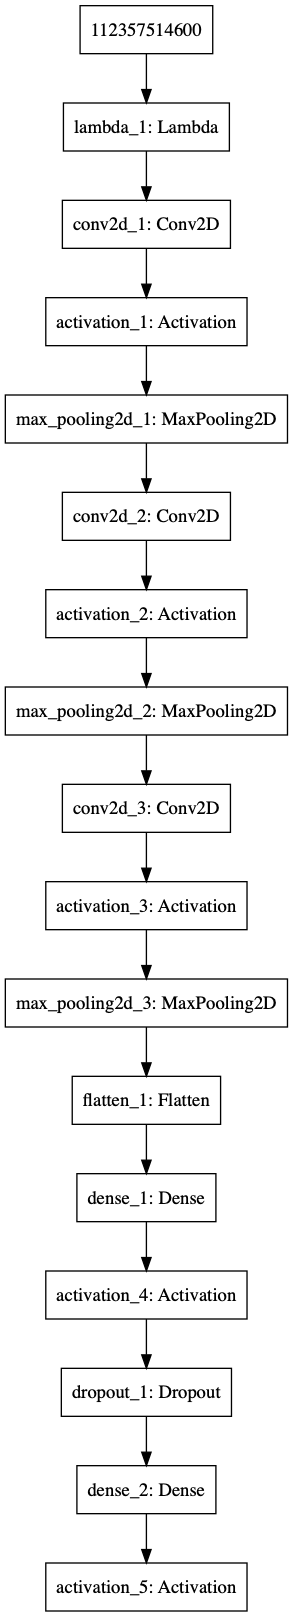 112357514600
lambda_1: Lambda
conv2d_1: Conv2D
activation_1: Activation
max_pooling2d_1: MaxPooling2D
conv2d_2: Conv2D
activation_2: Activation
max_pooling2d_2: MaxPooling2D
conv2d_3: Conv2D
activation_3: Activation
max_pooling2d_3: MaxPooling2D
flatten_1: Flatten
dense_1: Dense
activation_4: Activation
dropout_1: Dropout
dense_2: Dense
activation_5: Activation